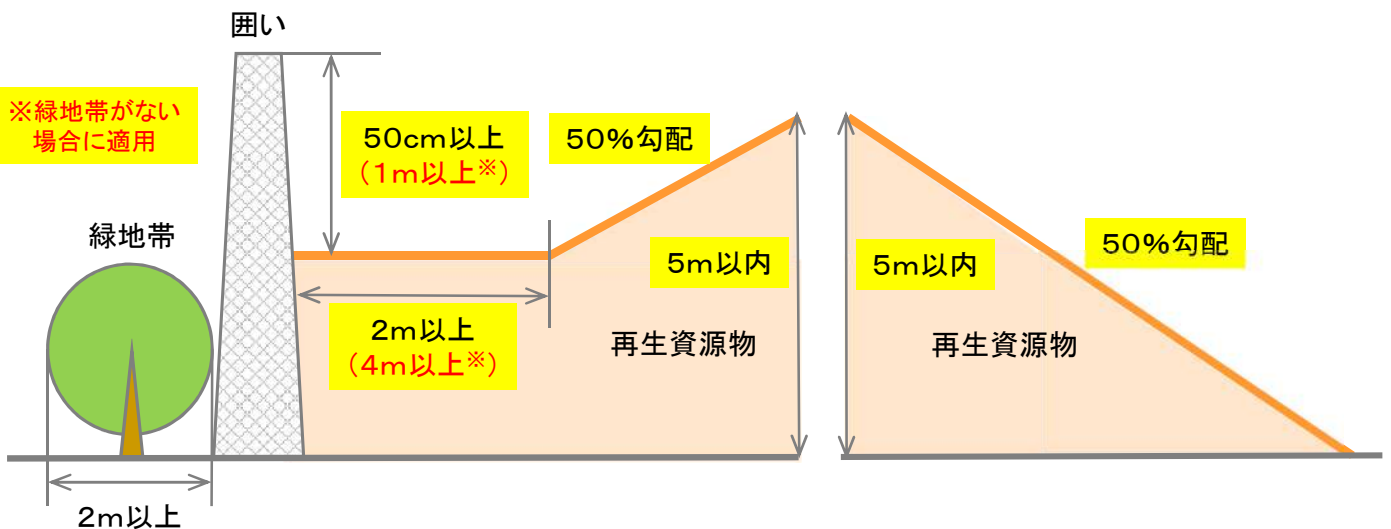 囲い
※緑地帯がない
場合に適用
50cm以上
(1m以上※)
50%勾配
緑地帯
5m以内
5m以内
50%勾配
2m以上
(4m以上※)
再生資源物
再生資源物
2m以上